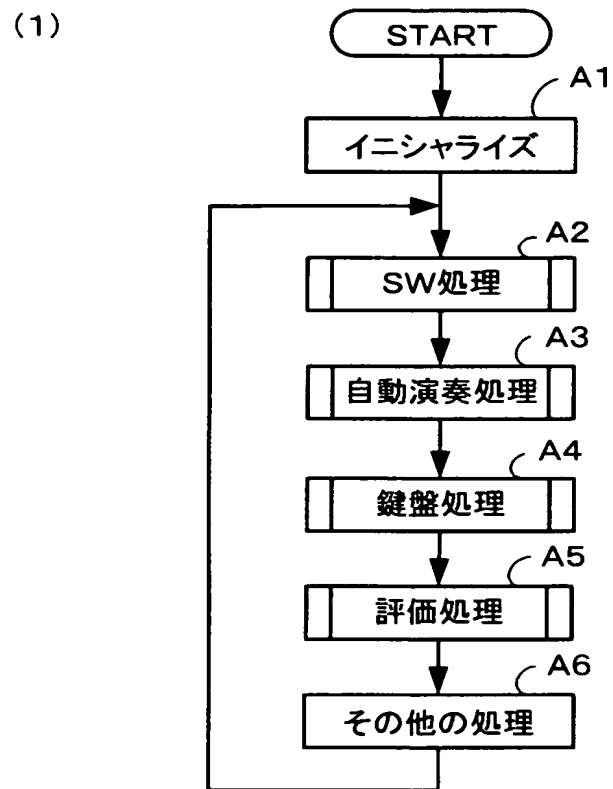 (1)
START
A1
イニシャライズ
A2
SW処理
A3
自動演奏処理
A4
鍵盤処理
A5
評価処理
A6
その他の処理